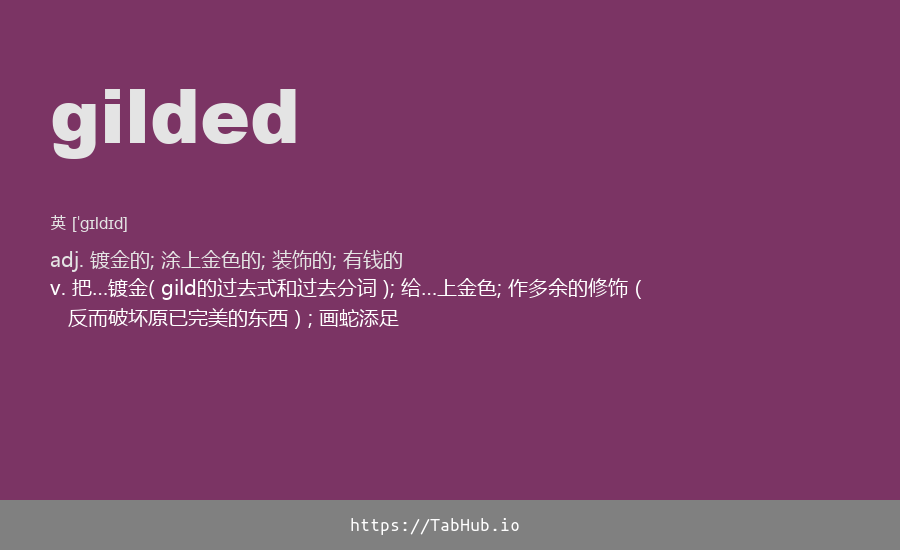 gilded
英 [ˈɡɪldɪd]
adj. 镀金的; 涂上金色的; 装饰的; 有钱的
v. 把…镀金( gild的过去式和过去分词 ); 给…上金色; 作多余的修饰 (
反而破坏原已完美的东西 ) ; 画蛇添足
https://TabHub.io